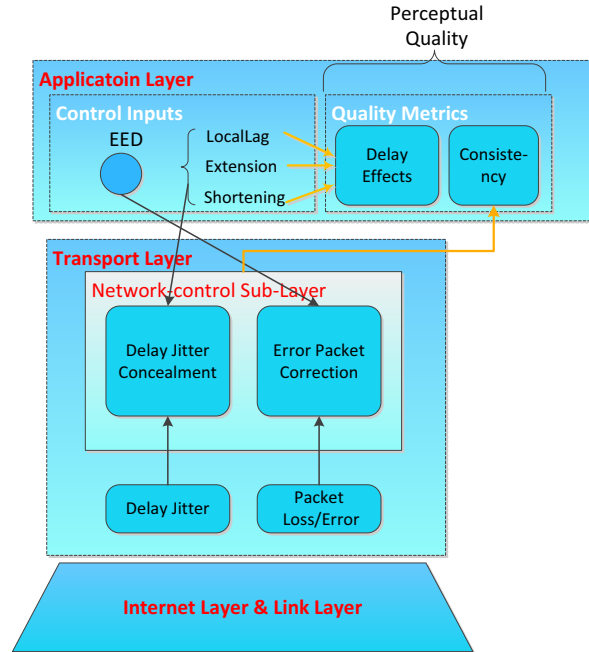 Perceptual
Quality
Applicatoin Layer
Control Inputs
Quality Metrics
EED
LocalLag
Extension
Shortening
Delay
Effects
Consiste-
ncy
Transport Layer
Network-control Sub-Layer
Delay Jitter
Concealment
Error Packet
Correction
Delay Jitter
Packet
Loss/Error
Internet Layer & Link Layer